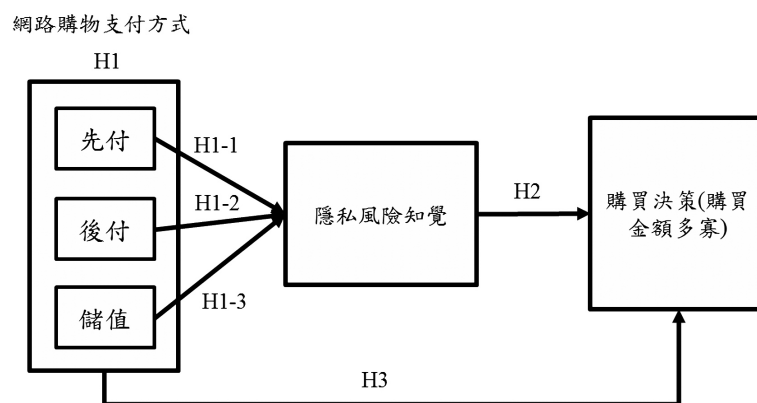 網路購物支付方式
H1
先付
後付
儲值
H1-1
H1-2
H1-3
隱私風險知覺
H2
購買決策(購買
金額多寡)
H3